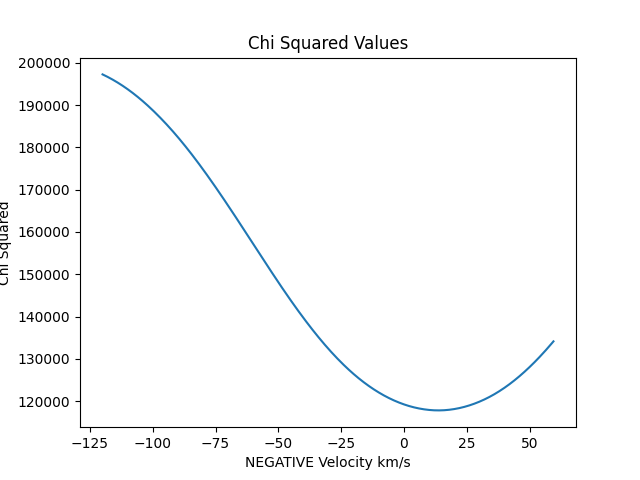 Chi Squared Values
200000
190000
180000
170000
160000
150000
140000
130000
120000
Chi Squared
−125 −100 −75 −50 −25 0 25 50
NEGATIVE Velocity km/s